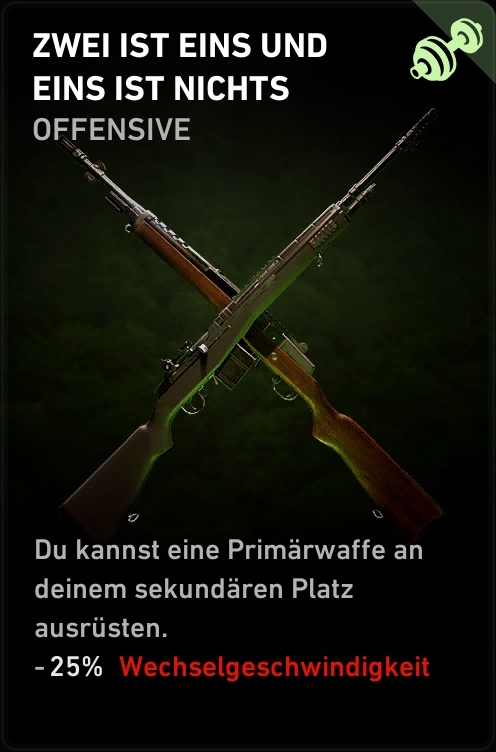 ZWEI IST EINS UND
EINS IST NICHTS
OFFENSIVE
Du kannst eine Primärwaffe an
deinem sekundären Platz
ausrüsten.
- 25% Wechselgeschwindigkeit